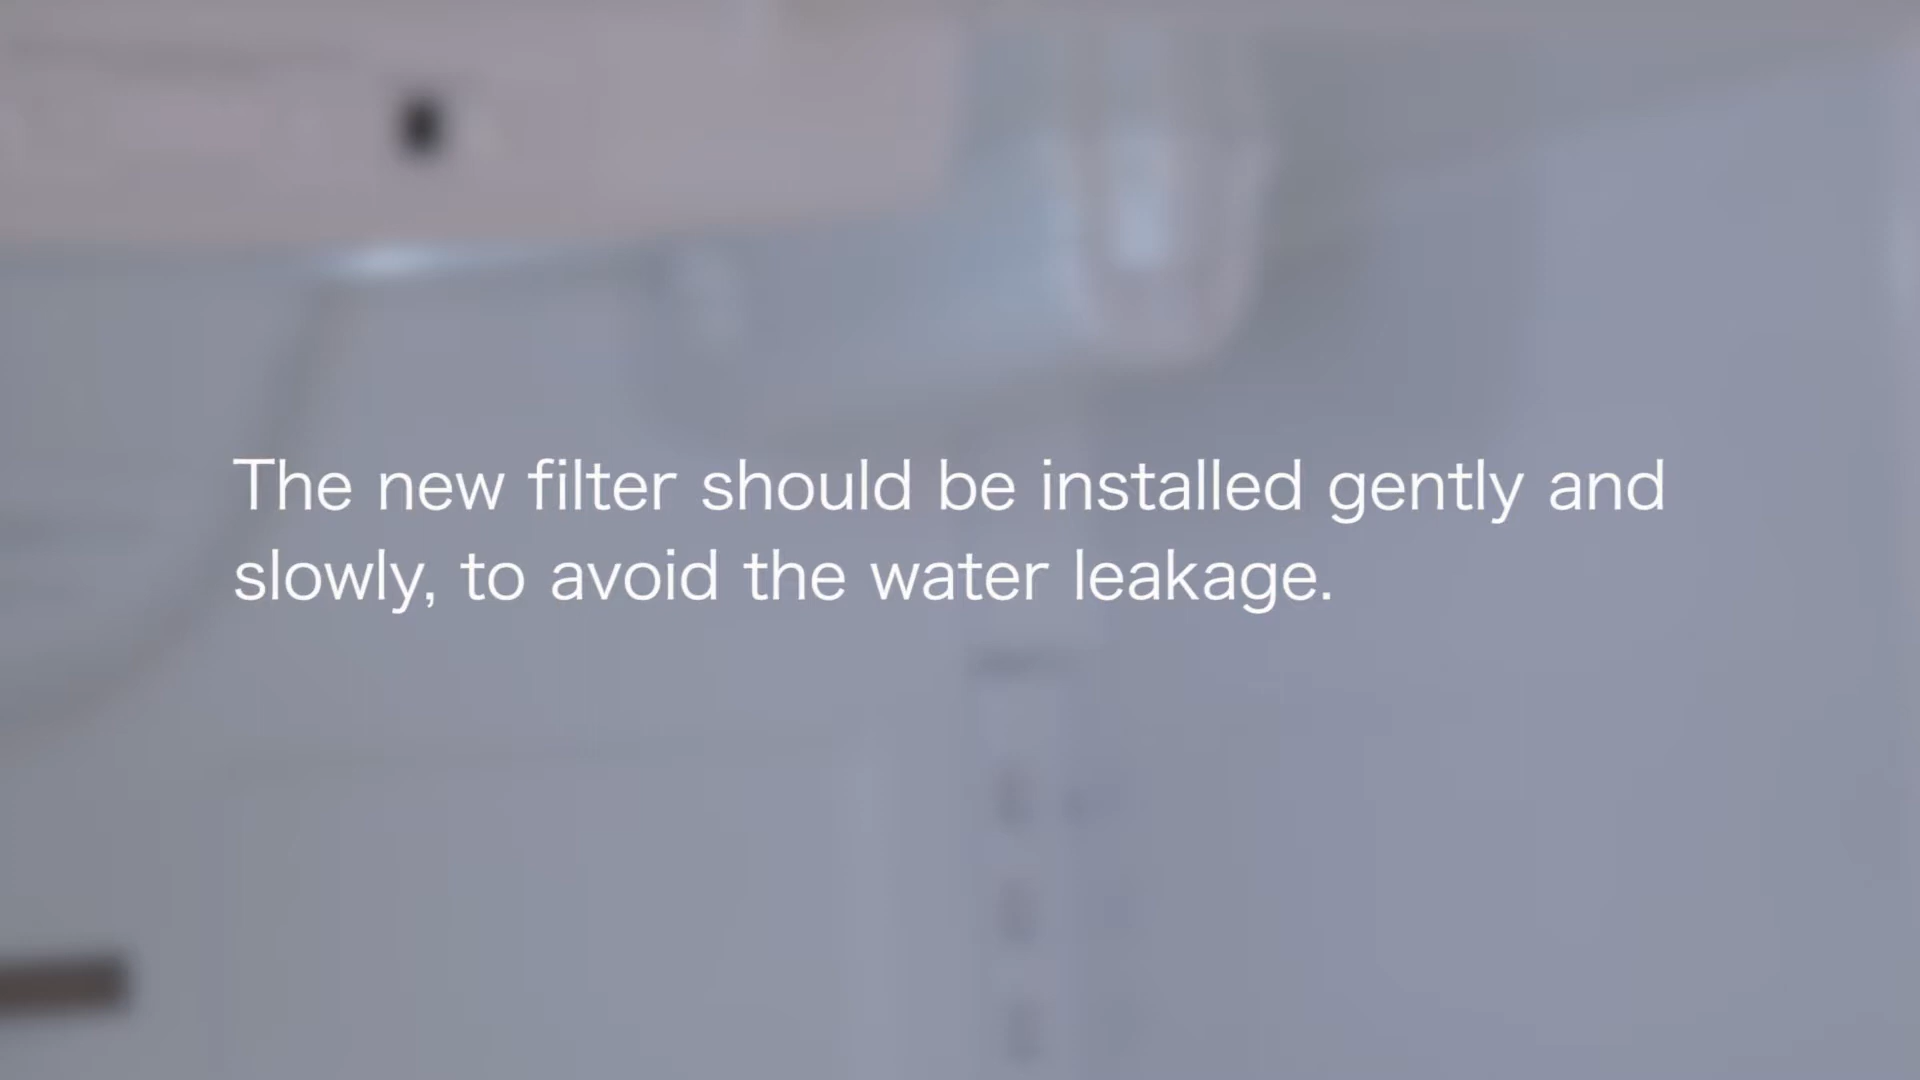 The new filter should be installed gently and
slowly, to avoid the water leakage.